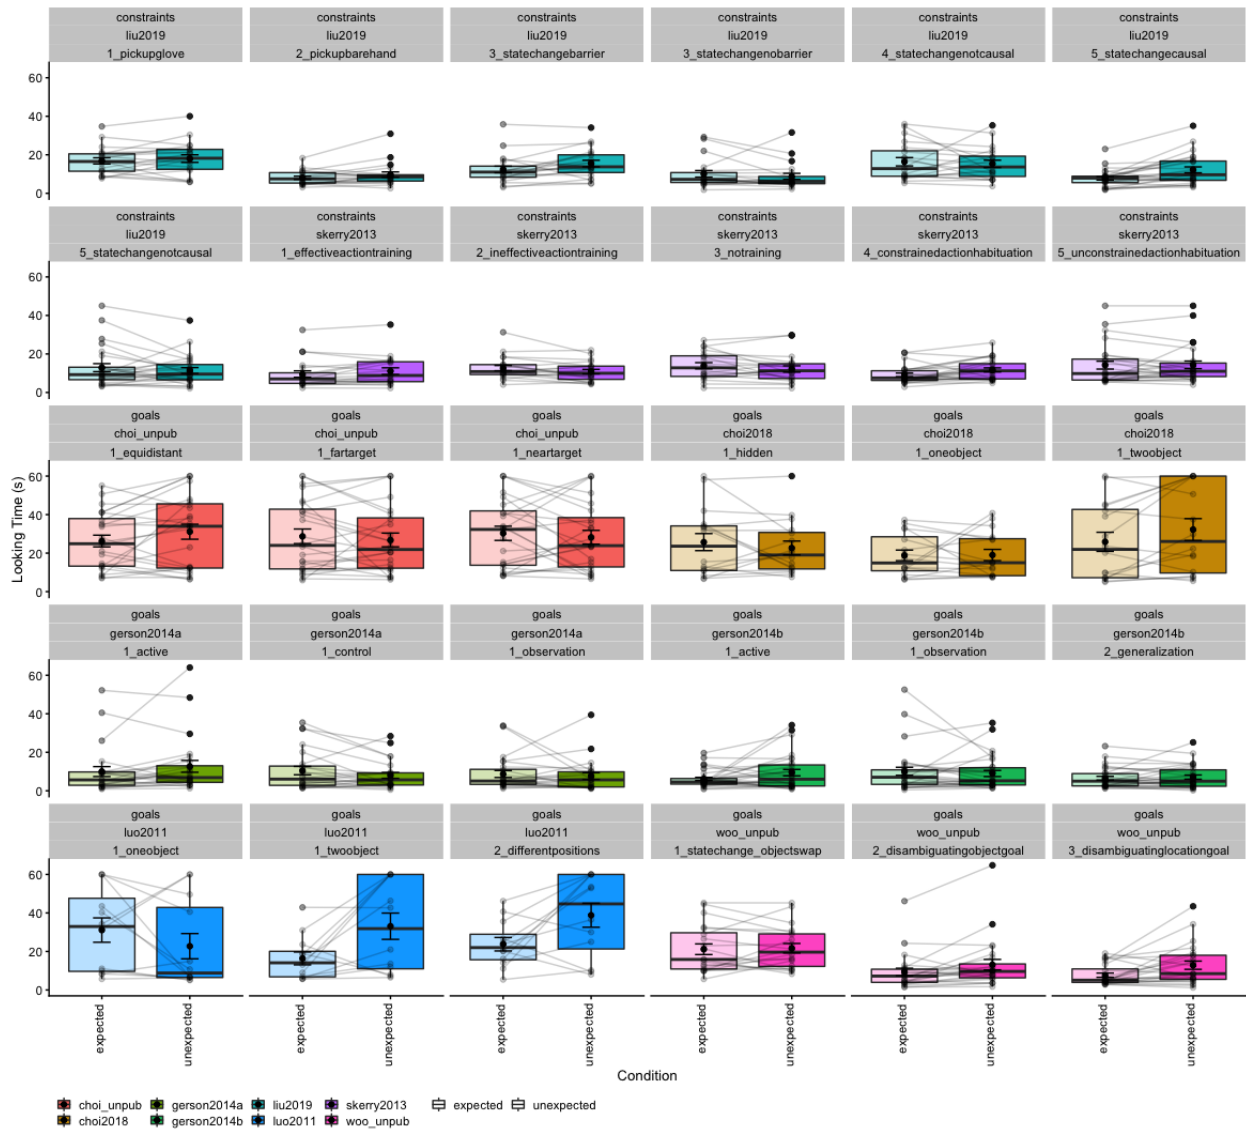 constraints constraints constraints constraints constraints constraints
liu2019 liu2019 liu2019 liu2019 liu2019 liu2019
1_pickupglove 2_pickupbarehand 3_statechangebarrier 3_statechangenobarrier 4_statechangenotcausal 5_statechangecausal
60
40
20
0
constraints constraints constraints constraints constraints constraints
liu2019 skerry2013 skerry2013 skerry2013 skerry2013 skerry2013
5_statechangenotcausal 1_effectiveactiontraining 2_ineffectiveactiontraining 3_notraining 4_constrainedactionhabituation 5_unconstrainedactionhabituation
60
40
20
0
goals goals goals goals goals goals
choi_unpub choi_unpub choi_unpub choi2018 choi2018 choi2018
1_equidistant 1_fartarget 1_neartarget 1_hidden 1_oneobject 1_twoobject
60
40
20
0
Looking Time (s)
goals goals goals goals goals goals
gerson2014a gerson2014a gerson2014a gerson2014b gerson2014b gerson2014b
1_active 1_control 1_observation 1_active 1_observation 2_generalization
60
40
20
0
goals goals goals goals goals goals
luo2011 luo2011 luo2011 woo_unpub woo_unpub woo_unpub
1_oneobject 1_twoobject 2_differentpositions 1_statechange_objectswap 2_disambiguatingobjectgoal 3_disambiguatinglocationgoal
60
40
20
0
expected unexpected expected unexpected expected unexpected expected unexpected expected unexpected expected unexpected
Condition
choi_unpub gerson2014a liu2019 skerry2013 expected unexpected
choi2018 gerson2014b luo2011 woo_unpub